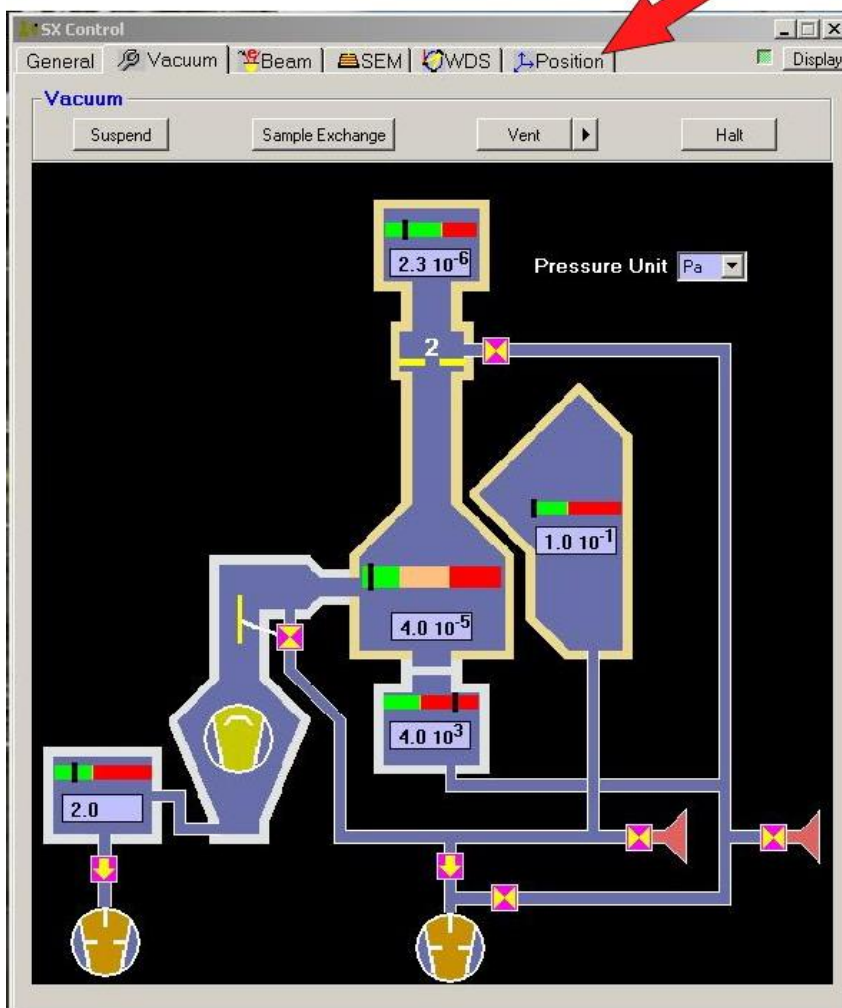 SX Control
General Vacuum Beam SEM WDS Position Display
Vacuum
Suspend Sample Exchange Vent Halt
2.3 10-6
Pressure Unit Pa
2
1.0 10-1
4.0 10-5
4.0 103
2.0